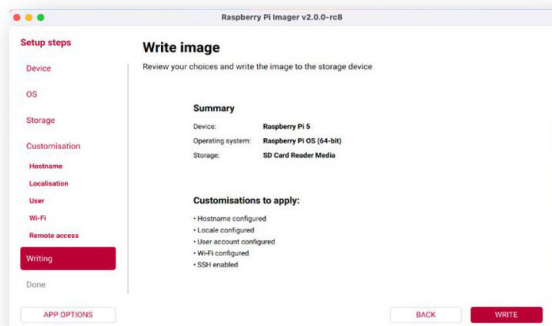 Raspberry Pi Imager v2.0.0-rc8
Setup steps
Device
OS
Storage
Customisation
Hostname
Localisation
User
Wi-Fi
Remote access
Writing
Done
APP OPTIONS
Write image
Review your choices and write the image to the storage device
Summary
Device: Raspberry Pi 5
Operating system: Raspberry Pi OS (64-bit)
Storage: SD Card Reader Media
Customisations to apply:
• Hostname configured
• Locale configured
• User account configured
• Wi-Fi configured
• SSH enabled
BACK
WRITE